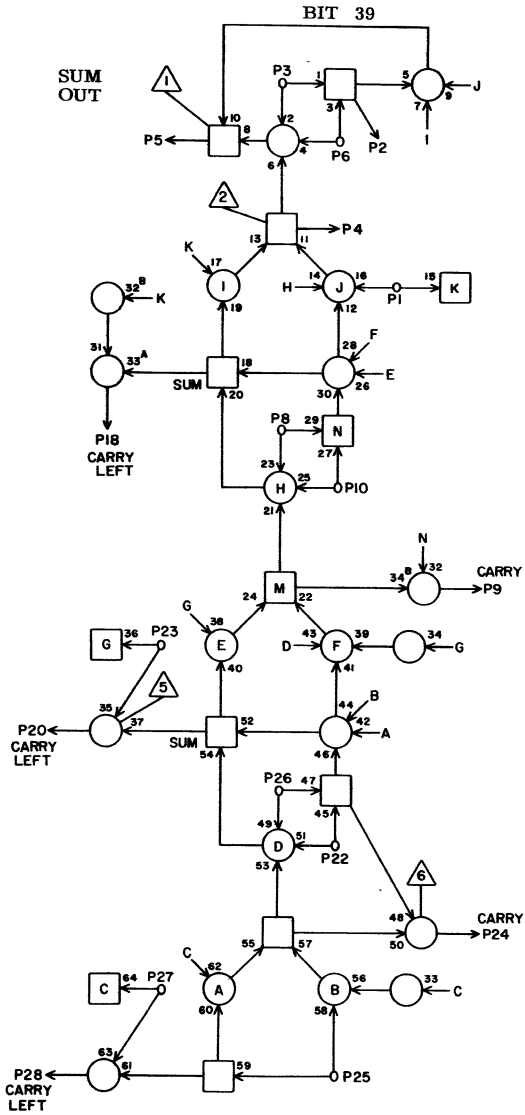 BIT 39
SUM
OUT
1
P3
1
5
J
9
7
I
3
10
P5
8
2
4
6
P6
P2
2
13
11
P4
K
17
I
19
H
14
J
16
12
P1
15
K
32B
K
31
33A
SUM
18
20
28
F
E
26
30
P18
CARRY
LEFT
P8
29
N
27
23
H
25
21
P10
N
M
24
22
34B
32
CARRY
P9
G
36
P23
G
38
E
40
D
43
F
39
41
34
G
5
35
37
P20
CARRY
LEFT
SUM
52
54
44
B
42
A
46
P26
47
45
49
D
51
53
P22
6
48
50
CARRY
P24
55
57
C
64
P27
C
62
A
60
B
56
58
33
C
63
61
P28
CARRY
LEFT
59
P25